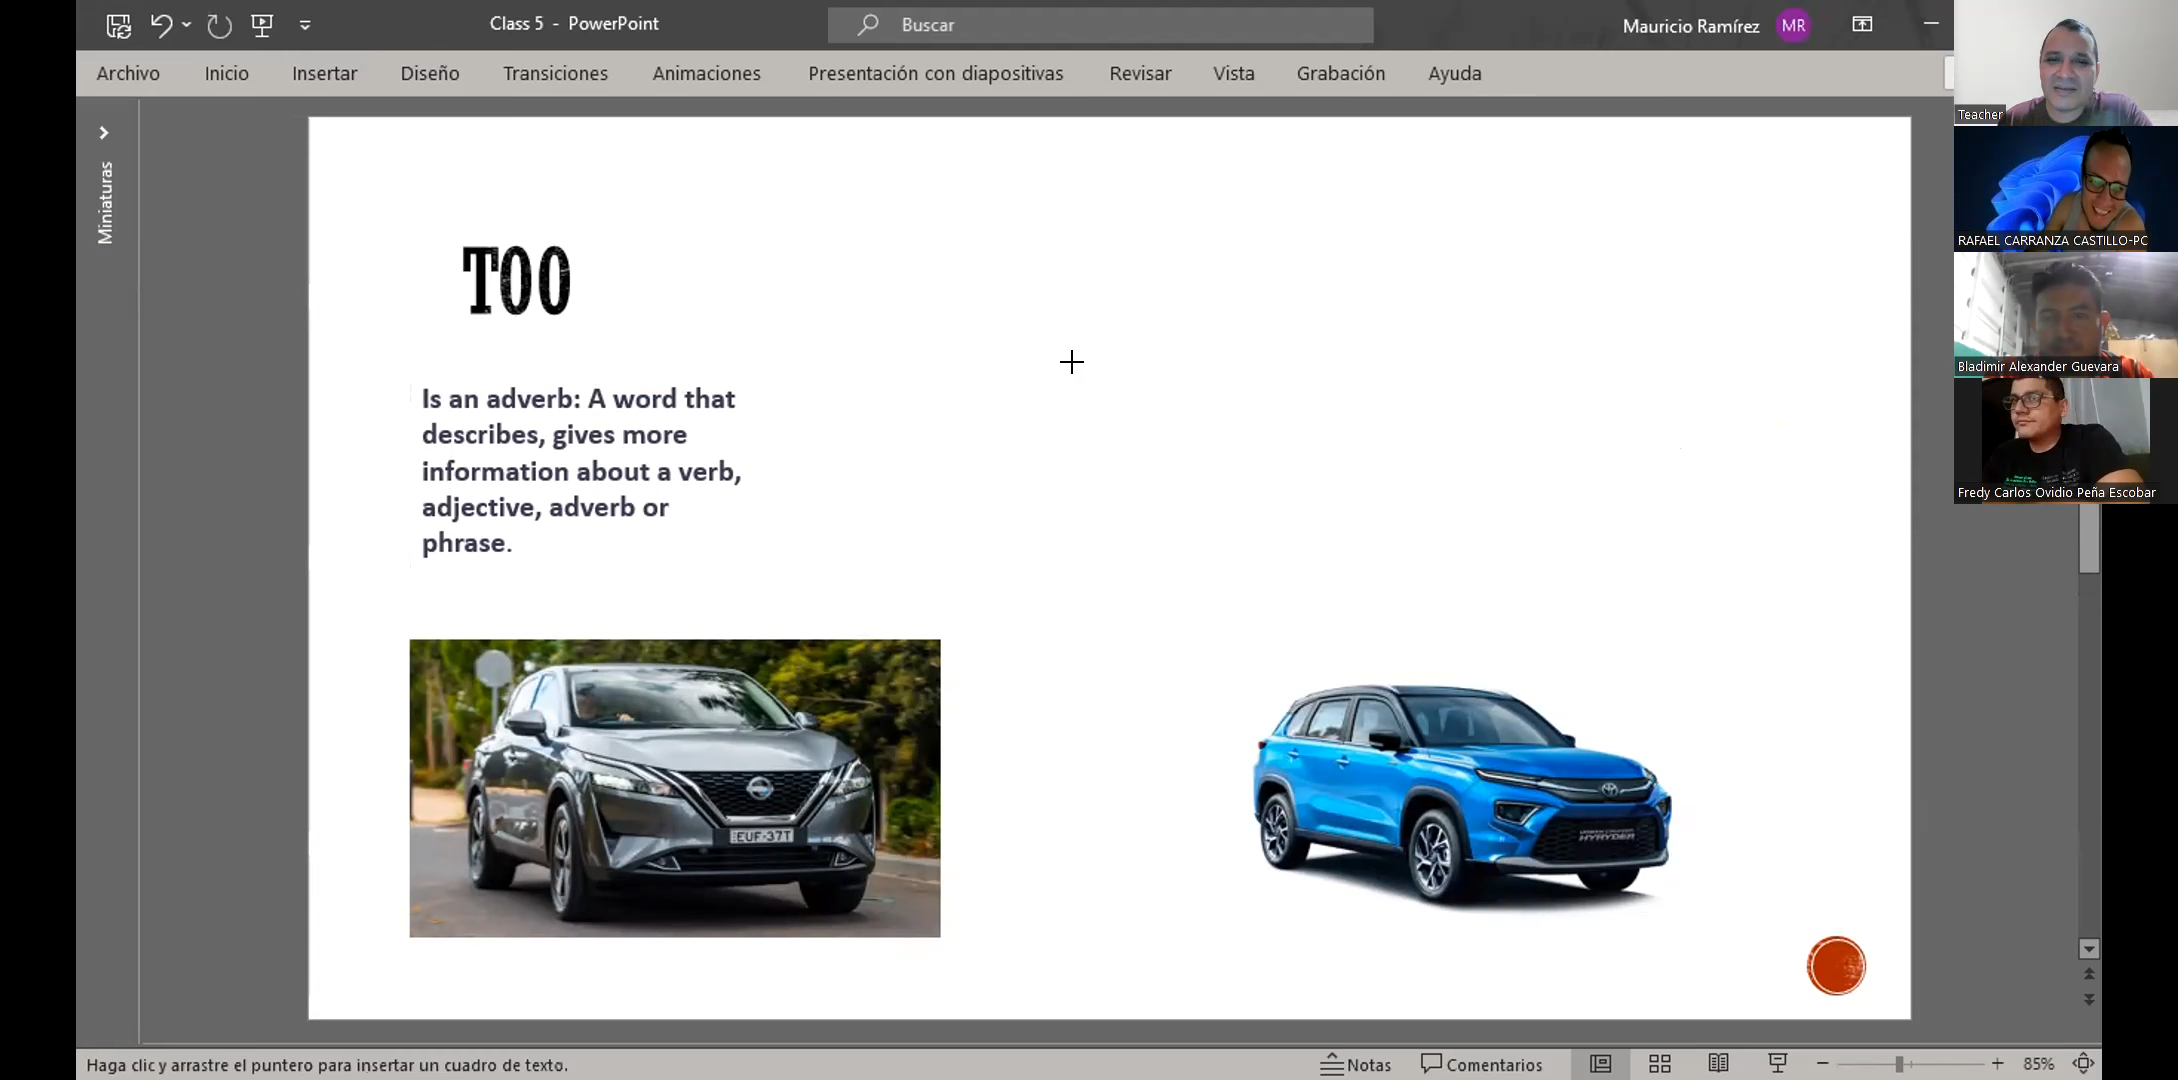 Class 5 - PowerPoint
Buscar
Mauricio Ramírez
MR
Archivo
Inicio
Insertar
Diseño
Transiciones
Animaciones
Presentación con diapositivas
Revisar
Vista
Grabación
Ayuda
Miniaturas
TOO
Is an adverb: A word that
describes, gives more
information about a verb,
adjective, adverb or
phrase.
EUF-37T
URBAN CRUISER
HYRYDER
Teacher
RAFAEL CARRANZA CASTILLO-PC
Bladimir Alexander Guevara
Fredy Carlos Ovidio Peña Escobar
Haga clic y arrastre el puntero para insertar un cuadro de texto.
Notas
Comentarios
85%